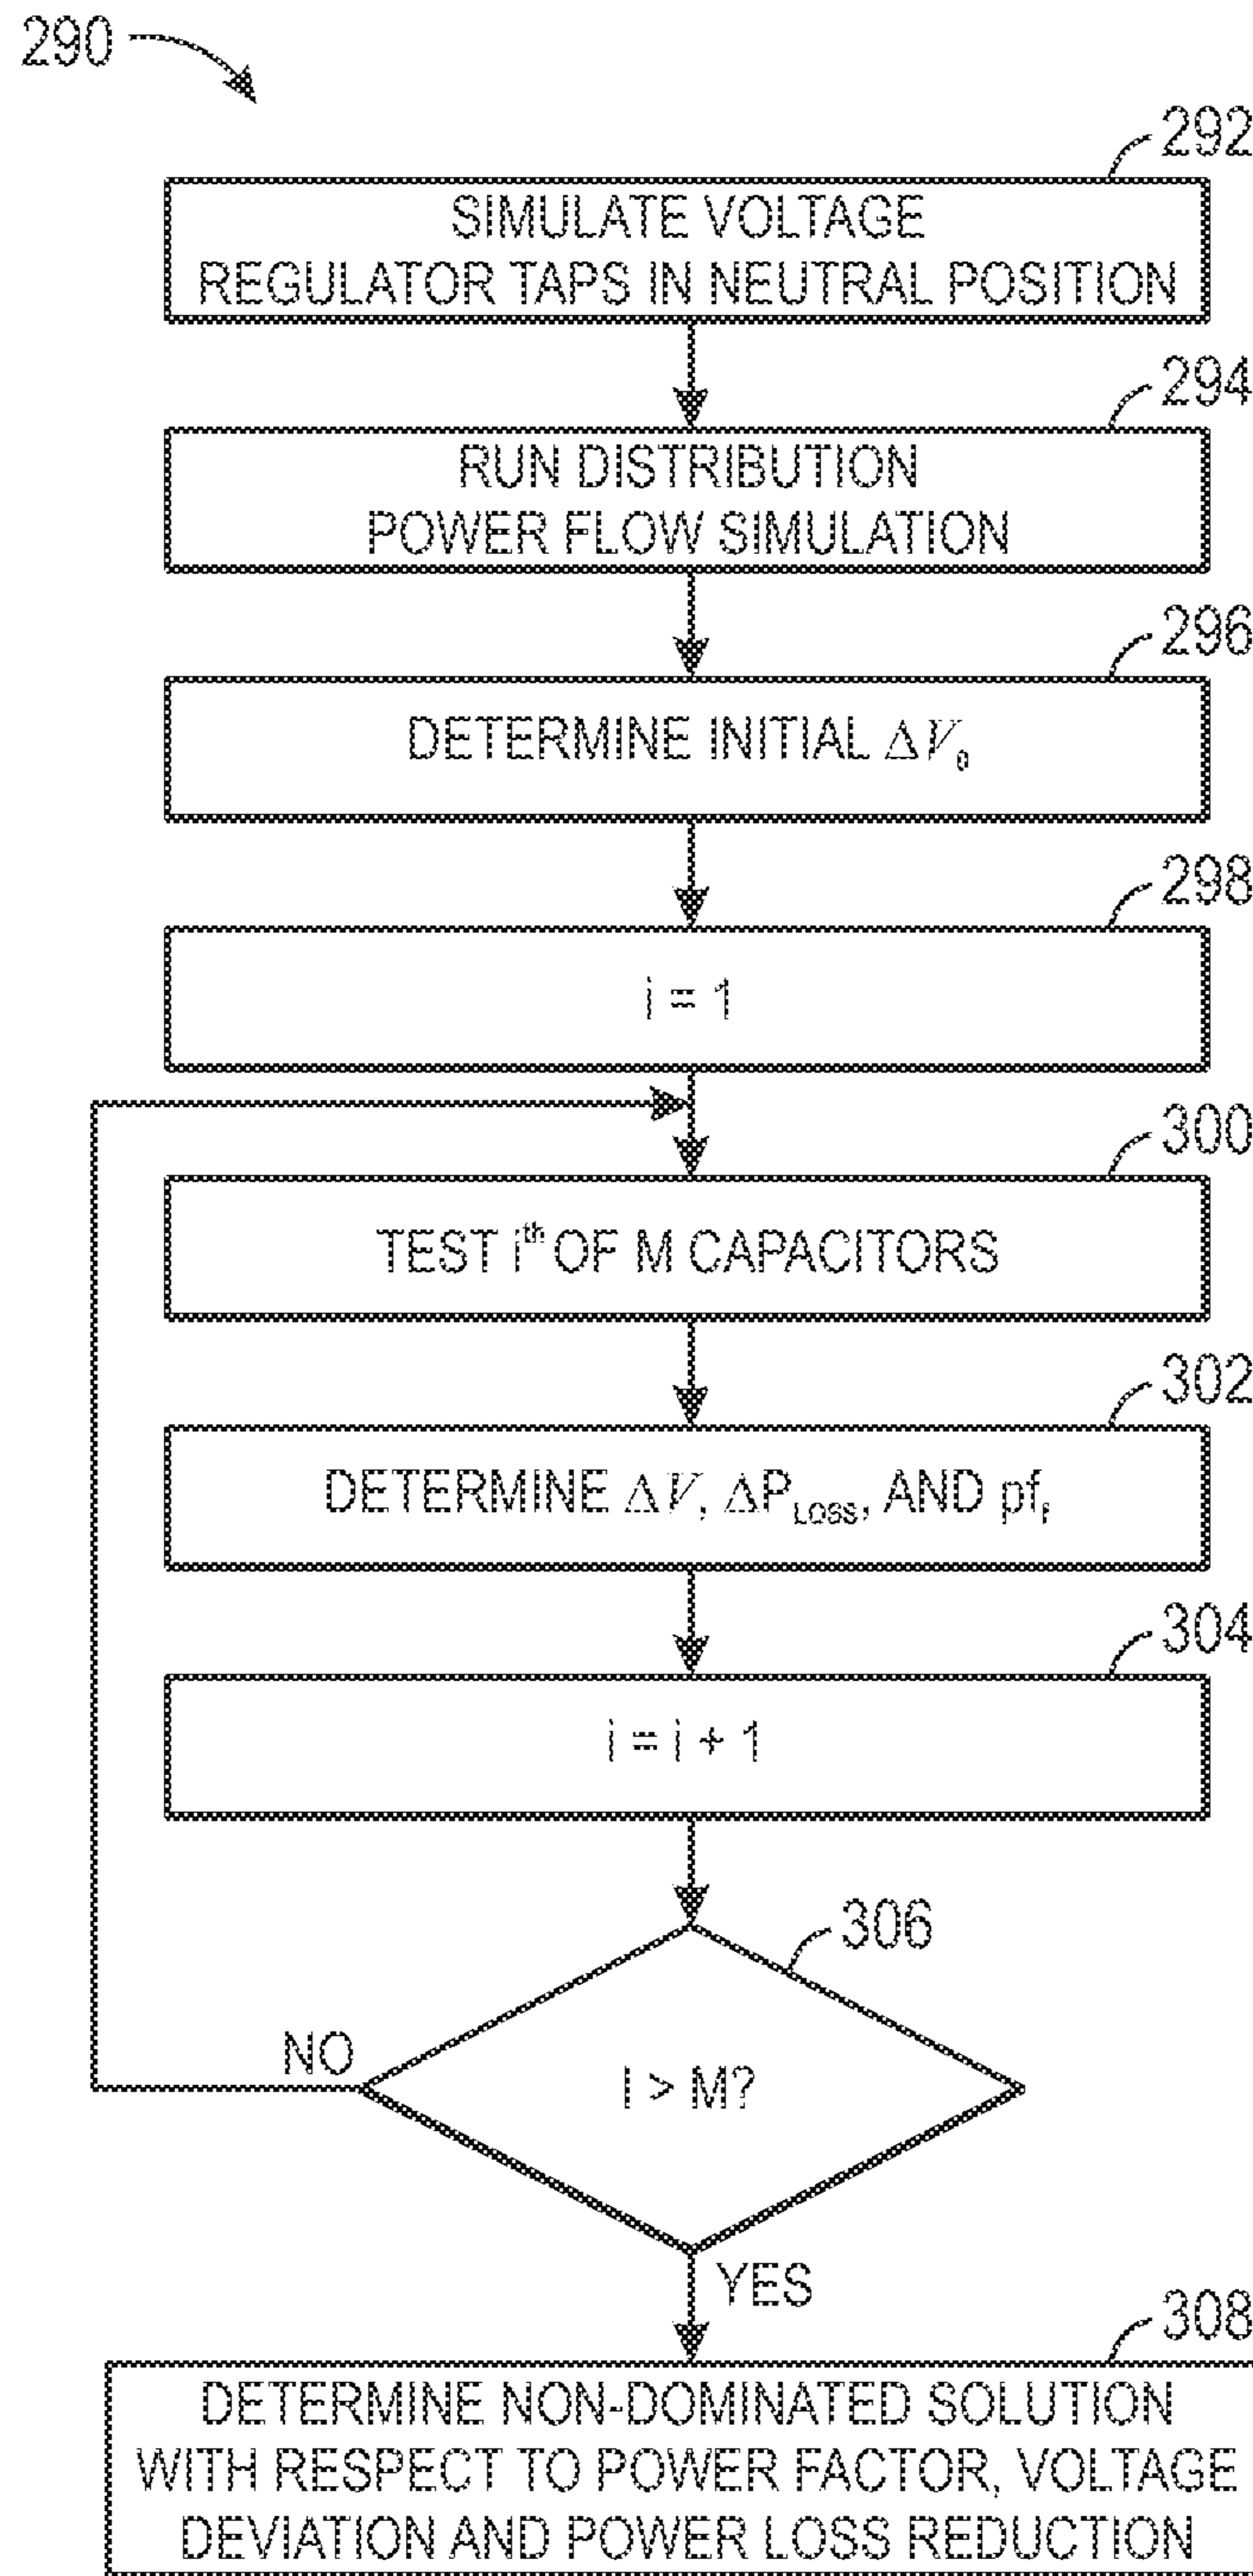 290
292
SIMULATE VOLTAGE
REGULATOR TAPS IN NEUTRAL POSITION
294
RUN DISTRIBUTION
POWER FLOW SIMULATION
296
DETERMINE INITIAL ΔV₀
298
i = 1
300
TEST iᵗʰ OF M CAPACITORS
302
DETERMINE ΔV, ΔP_LOSS, AND pf_F
304
i = i + 1
306
NO
I > M?
YES
308
DETERMINE NON-DOMINATED SOLUTION
WITH RESPECT TO POWER FACTOR, VOLTAGE
DEVIATION AND POWER LOSS REDUCTION